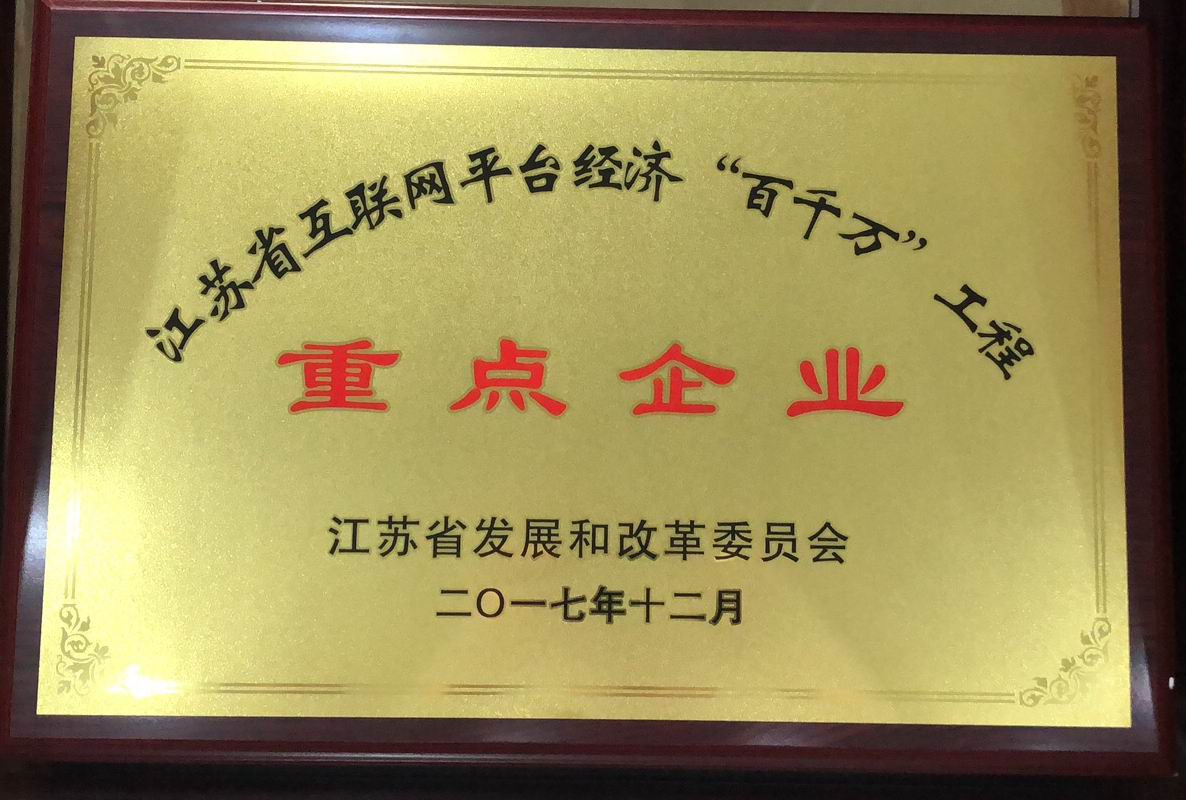 江苏省互联网平台经济“百千万”工程
重点企业
江苏省发展和改革委员会
二〇一七年十二月